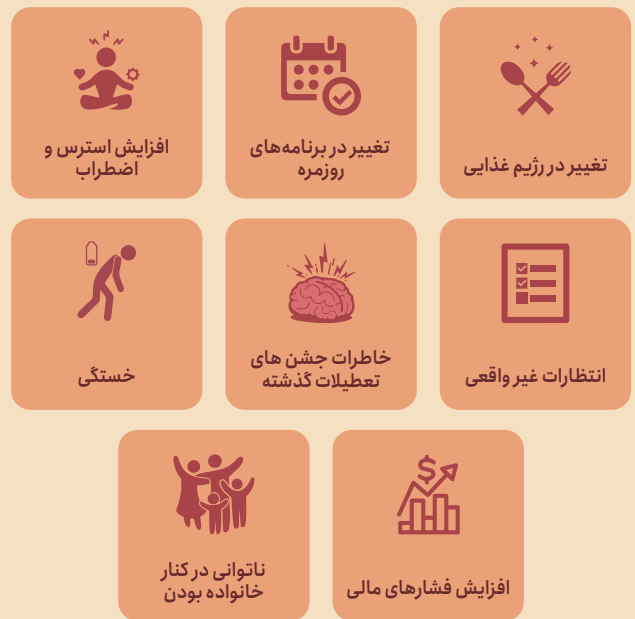 تغییر در رژیم غذایی
تغییر در برنامه‌های
روزمره
افزایش استرس و
اضطراب
انتظارات غیر واقعی
خاطرات جشن های
تعطیلات گذشته
خستگی
افزایش فشارهای مالی
ناتوانی در کنار
خانواده بودن